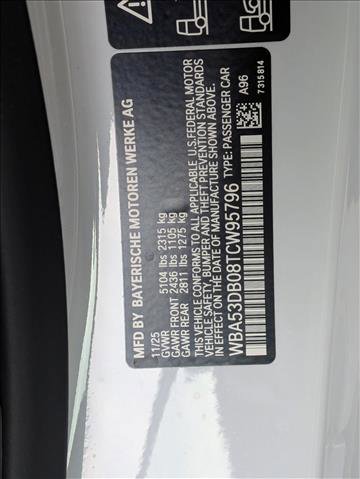 MFD BY BAYERISCHE MOTOREN WERKE AG
11/25
GVWR 5104 lbs 2315 kg
GAWR FRONT 2436 lbs 1105 kg
GAWR REAR 2811 lbs 1275 kg
THIS VEHICLE CONFORMS TO ALL APPLICABLE U.S.FEDERAL MOTOR
VEHICLE SAFETY, BUMPER, AND THEFT PREVENTION STANDARDS
IN EFFECT ON THE DATE OF MANUFACTURE SHOWN ABOVE.
WBA53DB08TCW95796 TYPE: PASSENGER CAR
A96
7315814